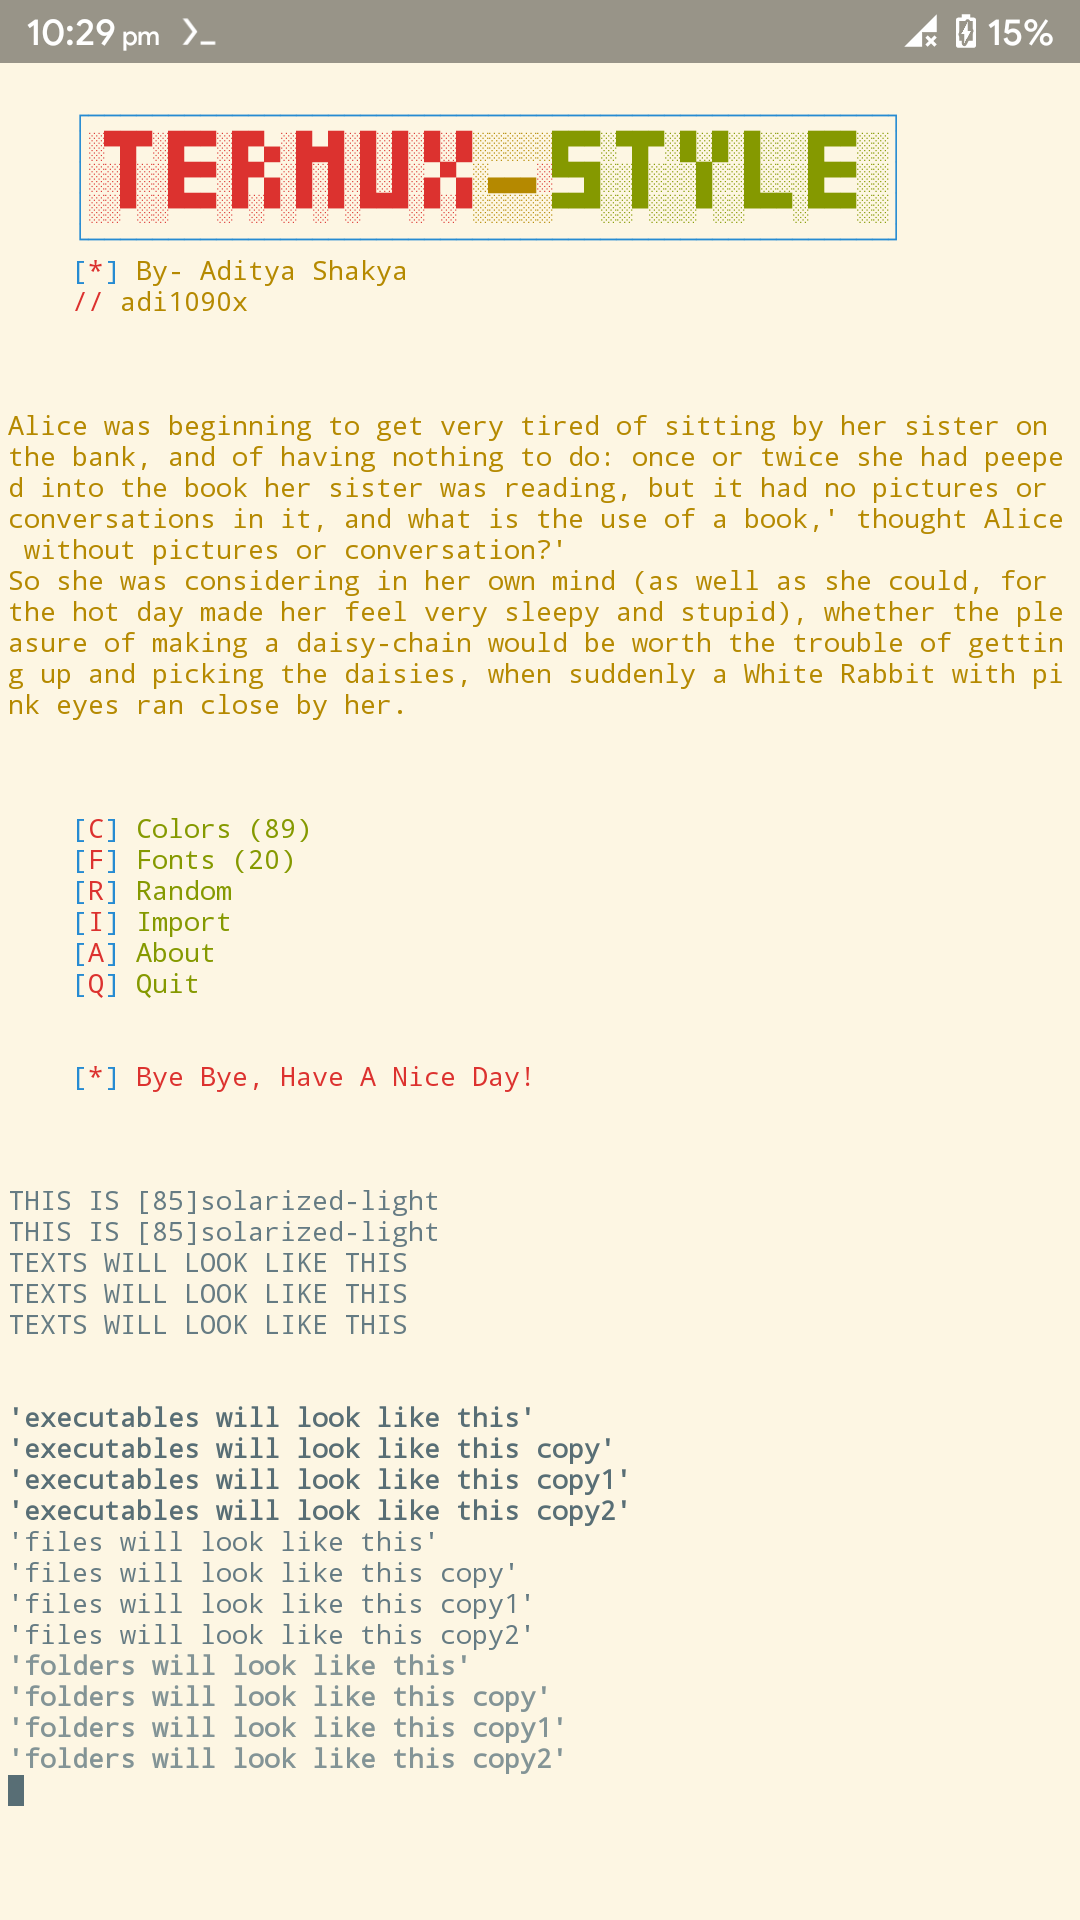 10:29 pm 15%
TERMUX-STYLE
[*] By- Aditya Shakya
// adi1090x
Alice was beginning to get very tired of sitting by her sister on
the bank, and of having nothing to do: once or twice she had peepe
d into the book her sister was reading, but it had no pictures or
conversations in it, and what is the use of a book,' thought Alice
without pictures or conversation?'
So she was considering in her own mind (as well as she could, for
the hot day made her feel very sleepy and stupid), whether the ple
asure of making a daisy-chain would be worth the trouble of gettin
g up and picking the daisies, when suddenly a White Rabbit with pi
nk eyes ran close by her.
[C] Colors (89)
[F] Fonts (20)
[R] Random
[I] Import
[A] About
[Q] Quit
[*] Bye Bye, Have A Nice Day!
THIS IS [85]solarized-light
THIS IS [85]solarized-light
TEXTS WILL LOOK LIKE THIS
TEXTS WILL LOOK LIKE THIS
TEXTS WILL LOOK LIKE THIS
'executables will look like this'
'executables will look like this copy'
'executables will look like this copy1'
'executables will look like this copy2'
'files will look like this'
'files will look like this copy'
'files will look like this copy1'
'files will look like this copy2'
'folders will look like this'
'folders will look like this copy'
'folders will look like this copy1'
'folders will look like this copy2'